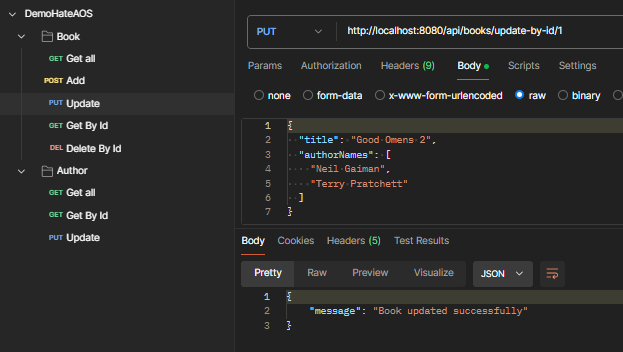 DemoHateAOS
Book
GET Get all
POST Add
PUT Update
GET Get By Id
DEL Delete By Id
Author
GET Get all
GET Get By Id
PUT Update
PUT http://localhost:8080/api/books/update-by-id/1
Params Authorization Headers (9) Body Scripts Settings
none form-data x-www-form-urlencoded raw binary
1 {
2 "title": "Good Omens 2",
3 "authorNames": [
4 "Neil Gaiman",
5 "Terry Pratchett"
6 ]
7 }
Body Cookies Headers (5) Test Results
Pretty Raw Preview Visualize JSON
1 {
2 "message": "Book updated successfully"
3 }